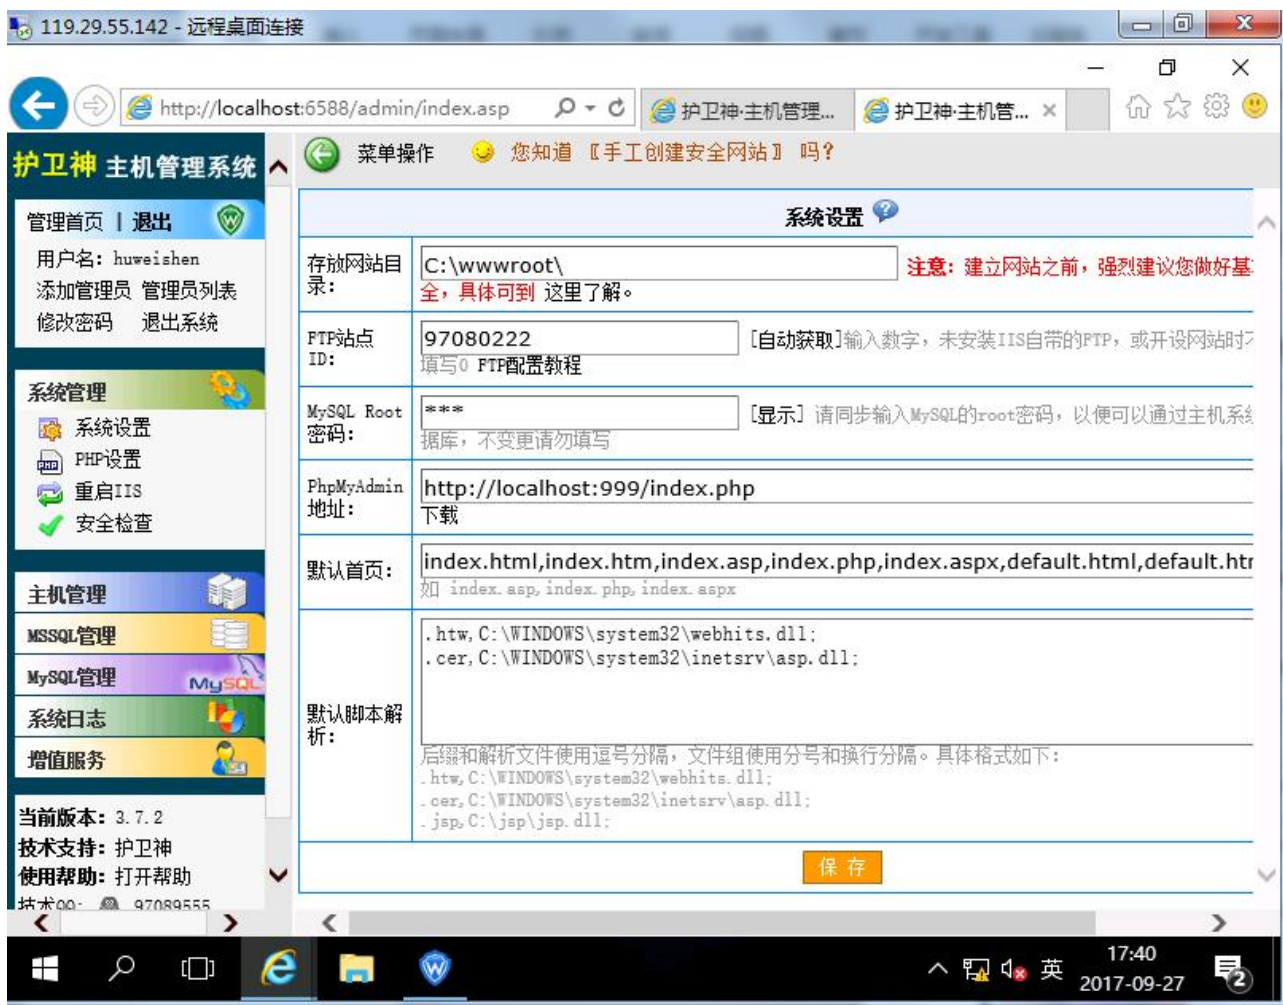 119.29.55.142 - 远程桌面连接
http://localhost:6588/admin/index.asp
护卫神·主机管理...
护卫神·主机管...
护卫神 主机管理系统
菜单操作
您知道〖手工创建安全网站〗吗?
管理首页 | 退出
用户名: huweishen
添加管理员 管理员列表
修改密码 退出系统
系统管理
系统设置
PHP设置
重启IIS
安全检查
主机管理
MSSQL管理
MySQL管理
MySQL
系统日志
增值服务
当前版本: 3.7.2
技术支持: 护卫神
使用帮助: 打开帮助
技术QQ: 97089555
系统设置
存放网站目录:
C:\wwwroot\
注意: 建立网站之前,强烈建议您做好基
全,具体可到 这里了解。
FTP站点ID:
97080222
[自动获取]输入数字,未安装IIS自带的FTP,或开设网站时
填写0 FTP配置教程
MySQL Root密码:
***
[显示] 请同步输入MySQL的root密码,以便可以通过主机系
据库,不变更请勿填写
PhpMyAdmin地址:
http://localhost:999/index.php
下载
默认首页:
index.html,index.htm,index.asp,index.php,index.aspx,default.html,default.htm
如 index.asp,index.php,index.aspx
默认脚本解析:
.htw,C:\WINDOWS\system32\webhits.dll;
.cer,C:\WINDOWS\system32\inetsrv\asp.dll;
后缀和解析文件使用逗号分隔,文件组使用分号和换行分隔。具体格式如下:
.htw,C:\WINDOWS\system32\webhits.dll;
.cer,C:\WINDOWS\system32\inetsrv\asp.dll;
.jsp,C:\jsp\jsp.dll;
保 存
英
17:40
2017-09-27
2